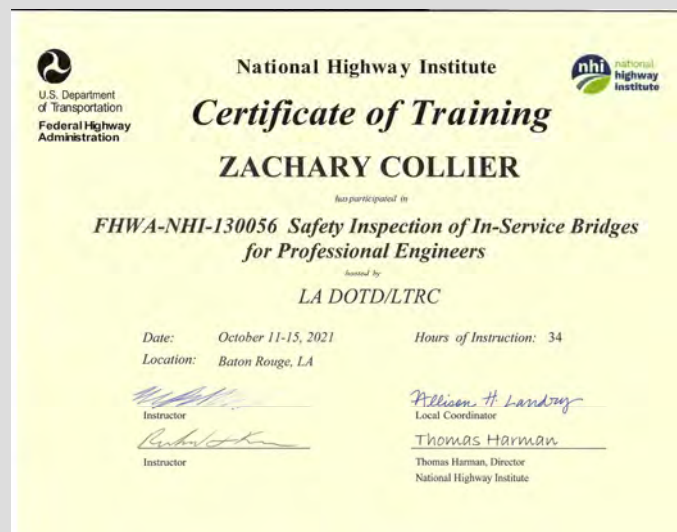 U.S. Department
of Transportation
Federal Highway
Administration
National Highway Institute
nhi national
highway
institute
Certificate of Training
ZACHARY COLLIER
has participated in
FHWA-NHI-130056 Safety Inspection of In-Service Bridges
for Professional Engineers
hosted by
LA DOTD/LTRC
Date: October 11-15, 2021
Hours of Instruction: 34
Location: Baton Rouge, LA
Instructor
Allison H. Landry
Local Coordinator
Instructor
Thomas Harman
Thomas Harman, Director
National Highway Institute